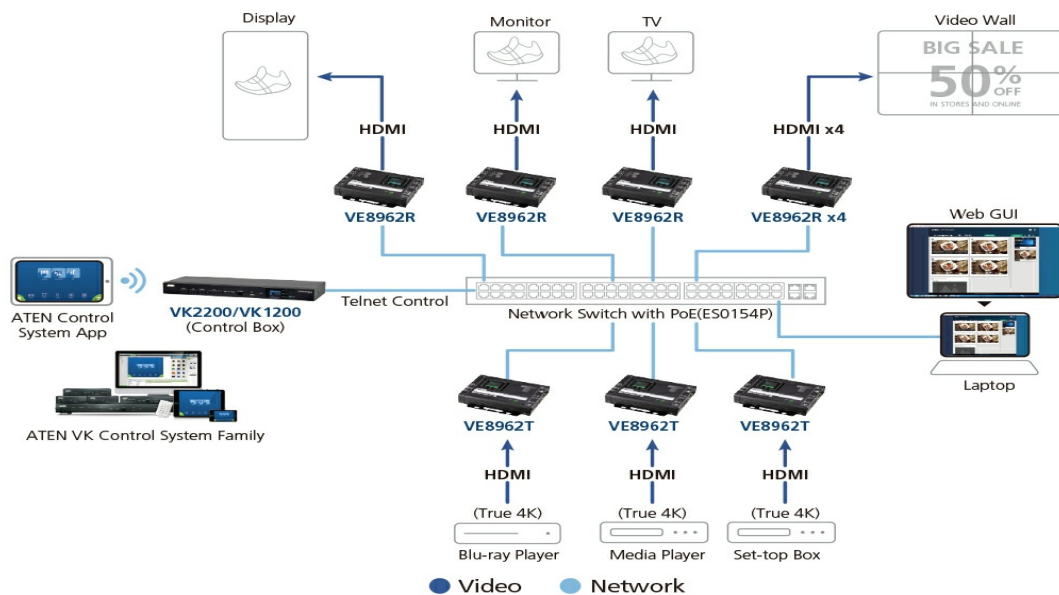 Display
Monitor
TV
Video Wall
BIG SALE
50% OFF
IN STORES AND ONLINE
HDMI
HDMI
HDMI
HDMI x4
VE8962R
VE8962R
VE8962R
VE8962R x4
Web GUI
ATEN Control
System App
VK2200/VK1200
(Control Box)
Telnet Control
Network Switch with PoE(ES0154P)
Laptop
ATEN VK Control System Family
VE8962T
VE8962T
VE8962T
HDMI
HDMI
HDMI
(True 4K)
(True 4K)
(True 4K)
Blu-ray Player
Media Player
Set-top Box
Video
Network